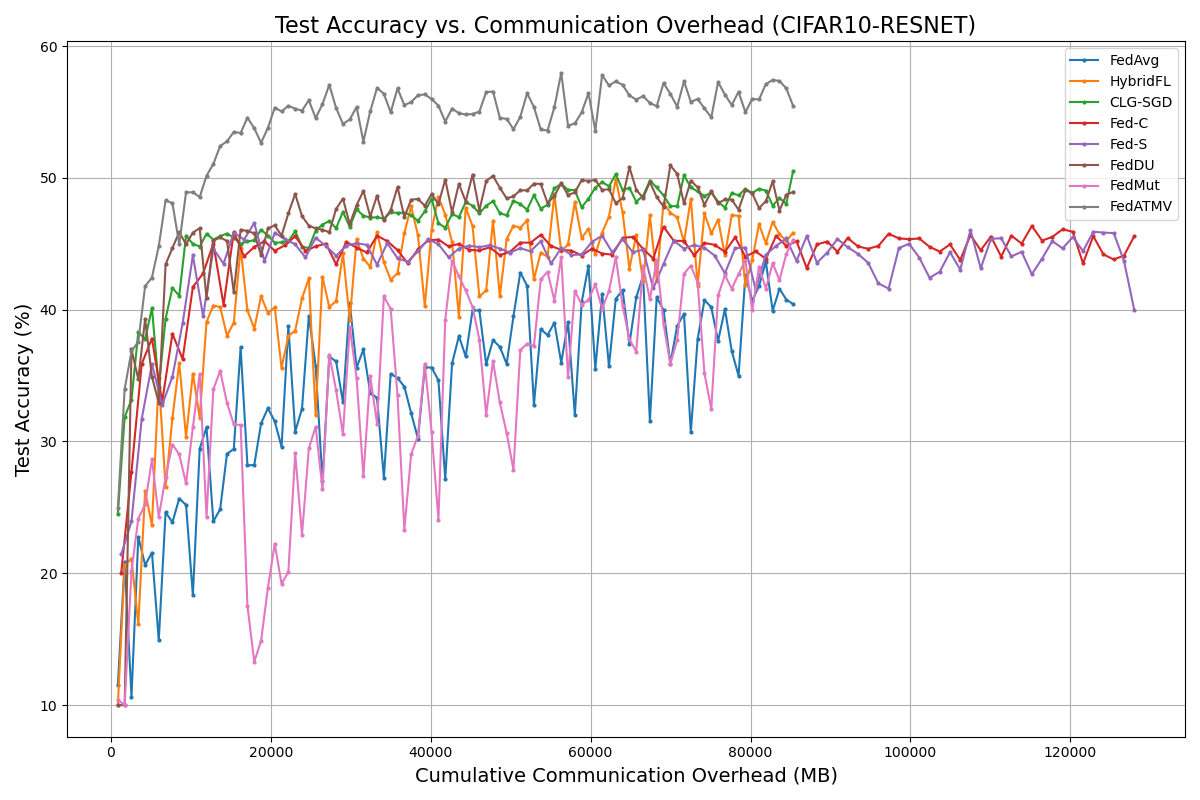 Test Accuracy vs. Communication Overhead (CIFAR10-RESNET)
Test Accuracy (%)
60
50
40
30
20
10
FedAvg
HybridFL
CLG-SGD
Fed-C
Fed-S
FedDU
FedMut
FedATMV
0 20000 40000 60000 80000 100000 120000
Cumulative Communication Overhead (MB)